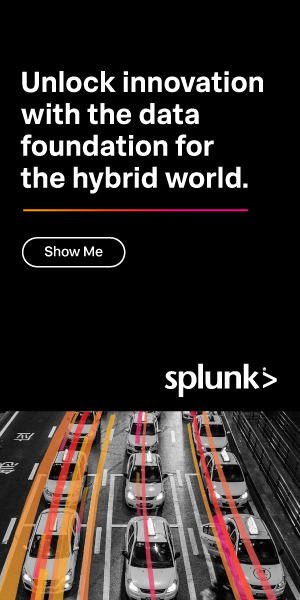 Unlock innovation
with the data
foundation for
the hybrid world.
Show Me
splunk>